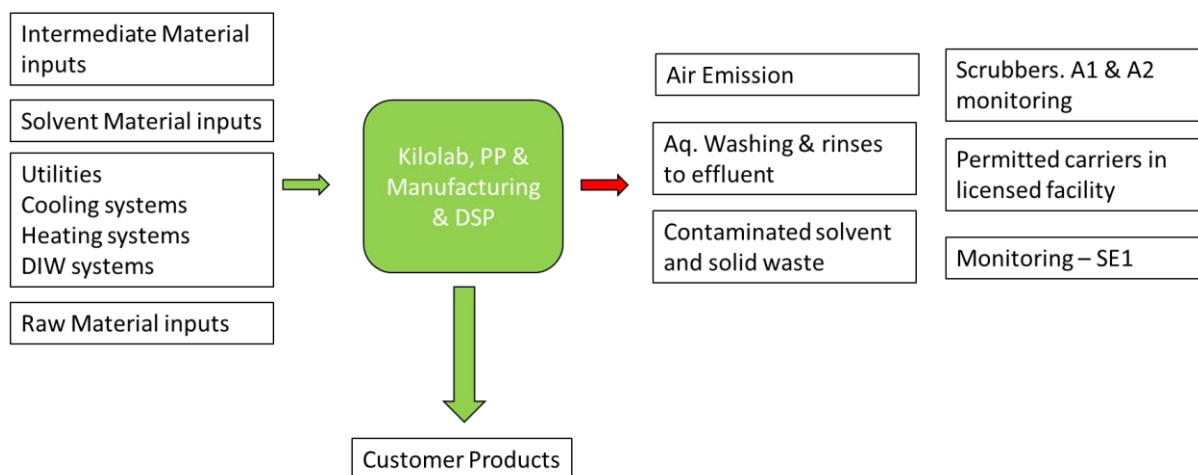 Intermediate Material
inputs
Solvent Material inputs
Utilities
Cooling systems
Heating systems
DIW systems
Raw Material inputs
Kilolab, PP &
Manufacturing
& DSP
Customer Products
Air Emission
Aq. Washing & rinses
to effluent
Contaminated solvent
and solid waste
Scrubbers. A1 & A2
monitoring
Permitted carriers in
licensed facility
Monitoring – SE1